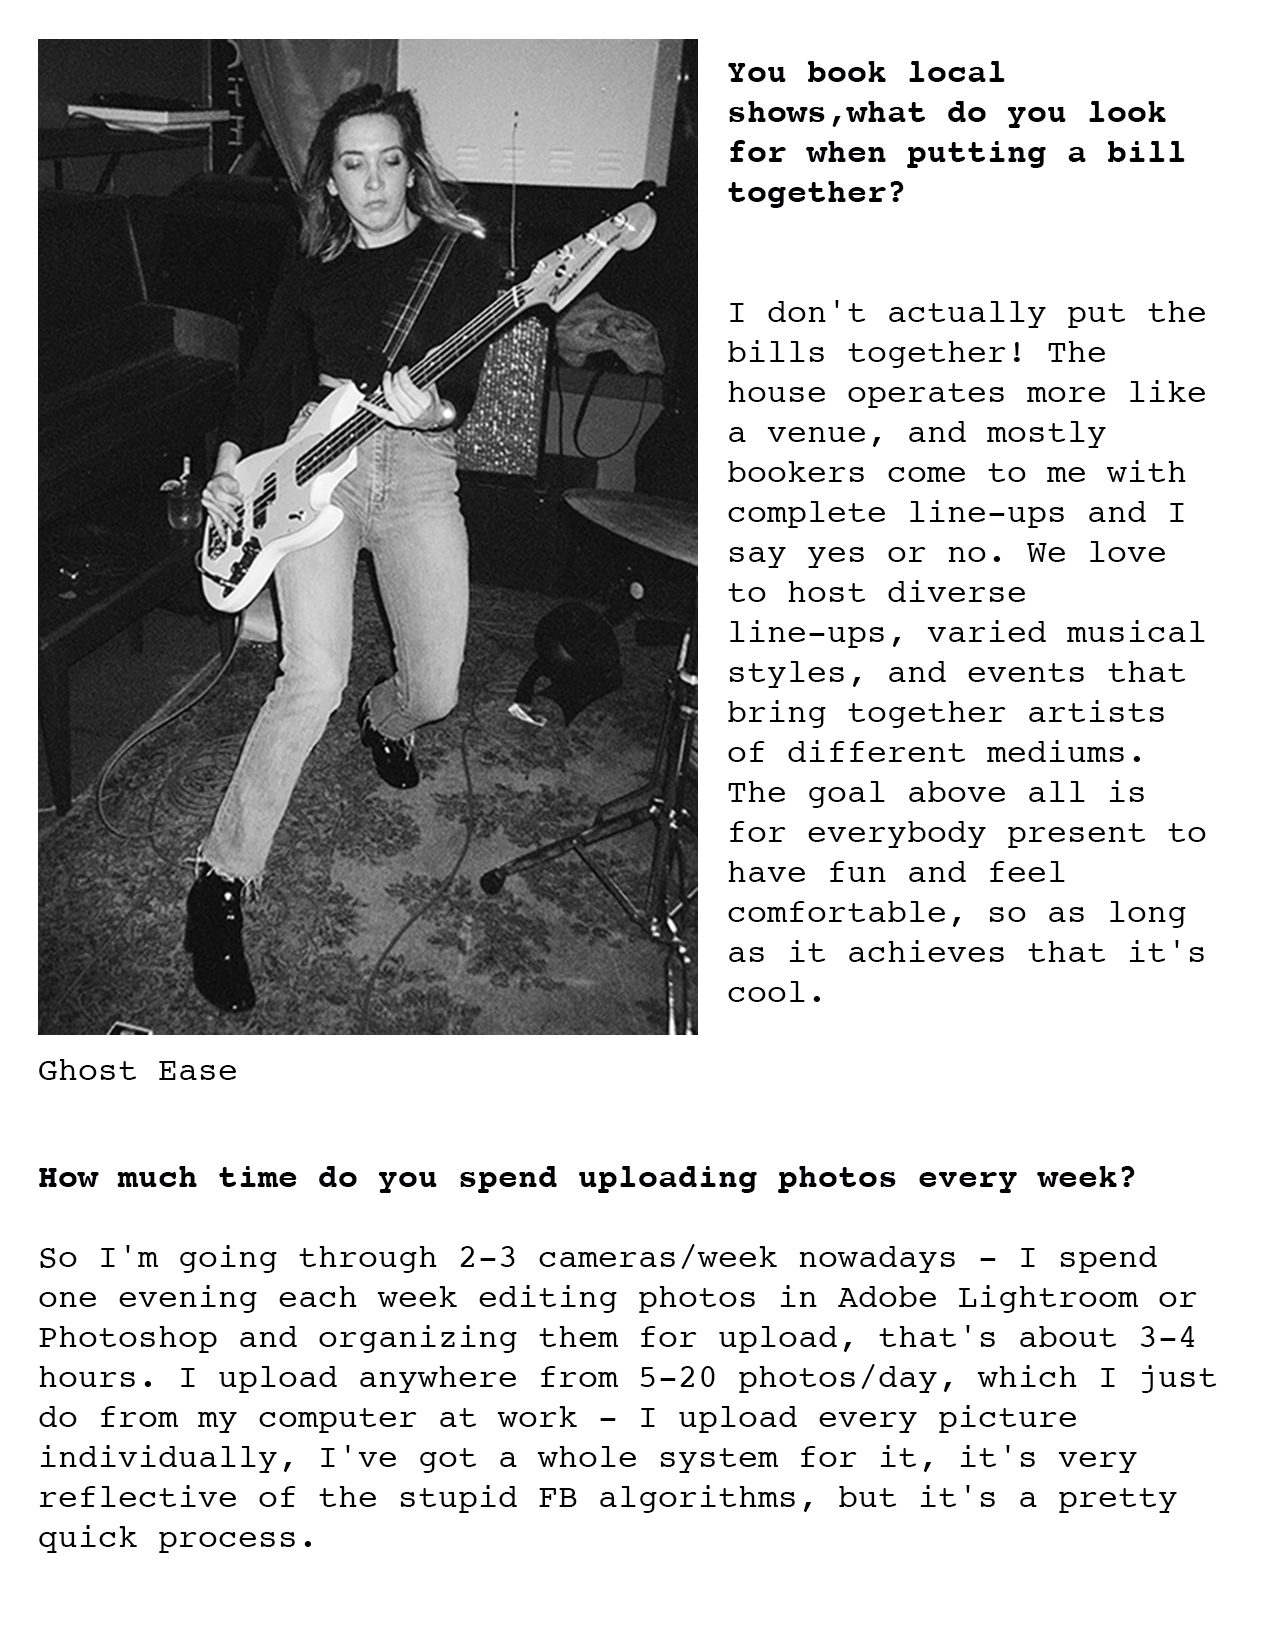 You book local
shows,what do you look
for when putting a bill
together?
I don't actually put the
bills together! The
house operates more like
a venue, and mostly
bookers come to me with
complete line-ups and I
say yes or no. We love
to host diverse
line-ups, varied musical
styles, and events that
bring together artists
of different mediums.
The goal above all is
for everybody present to
have fun and feel
comfortable, so as long
as it achieves that it's
cool.
Ghost Ease
How much time do you spend uploading photos every week?
So I'm going through 2-3 cameras/week nowadays - I spend
one evening each week editing photos in Adobe Lightroom or
Photoshop and organizing them for upload, that's about 3-4
hours. I upload anywhere from 5-20 photos/day, which I just
do from my computer at work - I upload every picture
individually, I've got a whole system for it, it's very
reflective of the stupid FB algorithms, but it's a pretty
quick process.